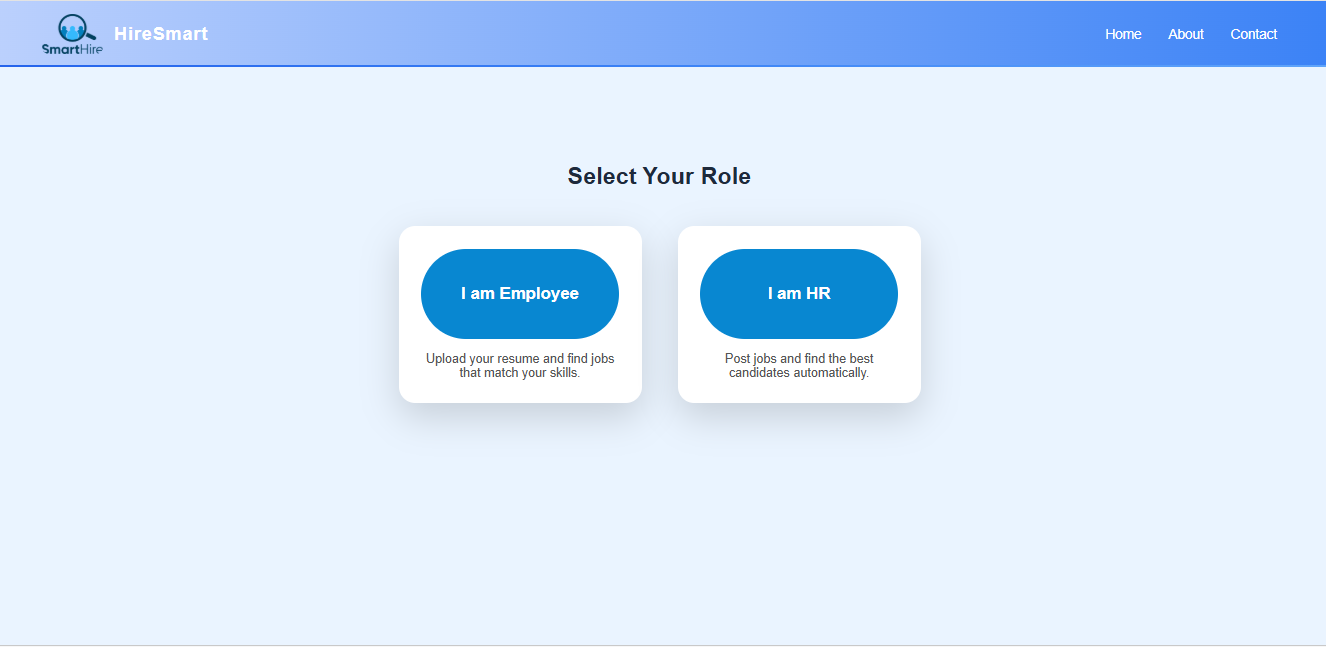 SmartHire
HireSmart
Home
About
Contact
Select Your Role
I am Employee
Upload your resume and find jobs
that match your skills.
I am HR
Post jobs and find the best
candidates automatically.